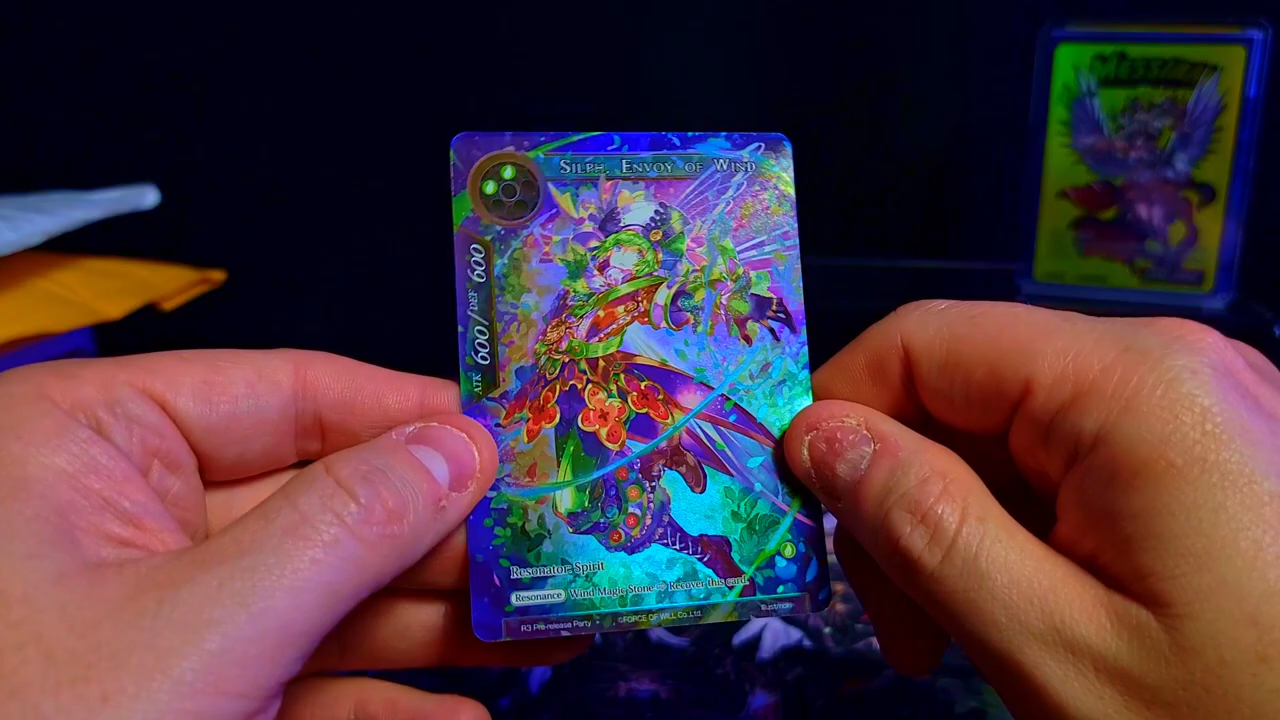 SILPH, ENVOY OF WIND
ATK 600/DEF 600
Resonator: Spirit
Resonance Wind Magic Stone ⇒ Recover this card.
R3 Pre-release Party • ©FORCE OF WILL Co.,Ltd.